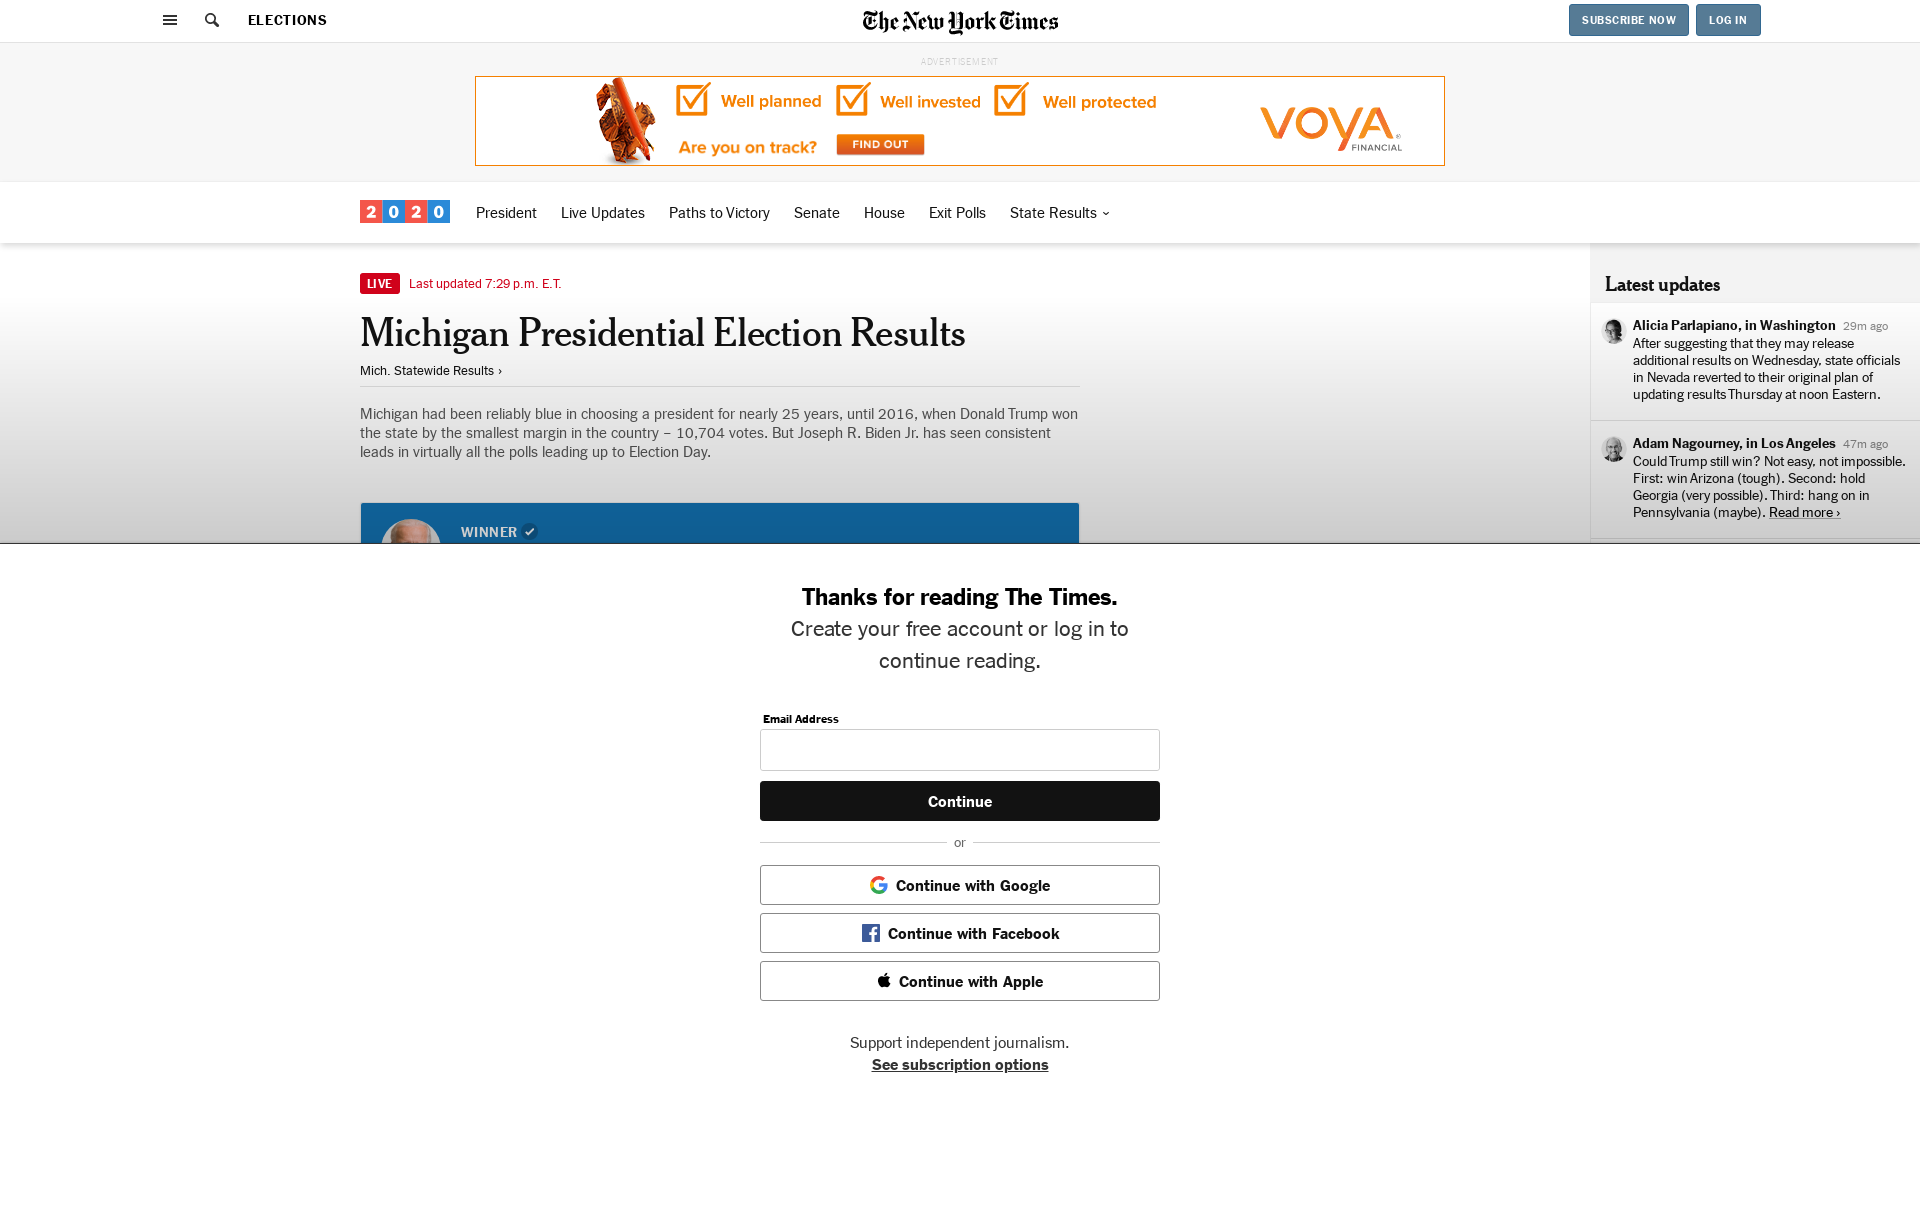 ELECTIONS
The New York Times
SUBSCRIBE NOW
LOG IN
ADVERTISEMENT
Well planned
Well invested
Well protected
Are you on track?
FIND OUT
VOYA
FINANCIAL
2020
President
Live Updates
Paths to Victory
Senate
House
Exit Polls
State Results
LIVE
Last updated 7:29 p.m. E.T.
Michigan Presidential Election Results
Mich. Statewide Results ›
Michigan had been reliably blue in choosing a president for nearly 25 years, until 2016, when Donald Trump won
the state by the smallest margin in the country – 10,704 votes. But Joseph R. Biden Jr. has seen consistent
leads in virtually all the polls leading up to Election Day.
WINNER
Latest updates
Alicia Parlapiano, in Washington 29m ago
After suggesting that they may release
additional results on Wednesday, state officials
in Nevada reverted to their original plan of
updating results Thursday at noon Eastern.
Adam Nagourney, in Los Angeles 47m ago
Could Trump still win? Not easy, not impossible.
First: win Arizona (tough). Second: hold
Georgia (very possible). Third: hang on in
Pennsylvania (maybe). Read more ›
Thanks for reading The Times.
Create your free account or log in to
continue reading.
Email Address
Continue
or
Continue with Google
Continue with Facebook
Continue with Apple
Support independent journalism.
See subscription options